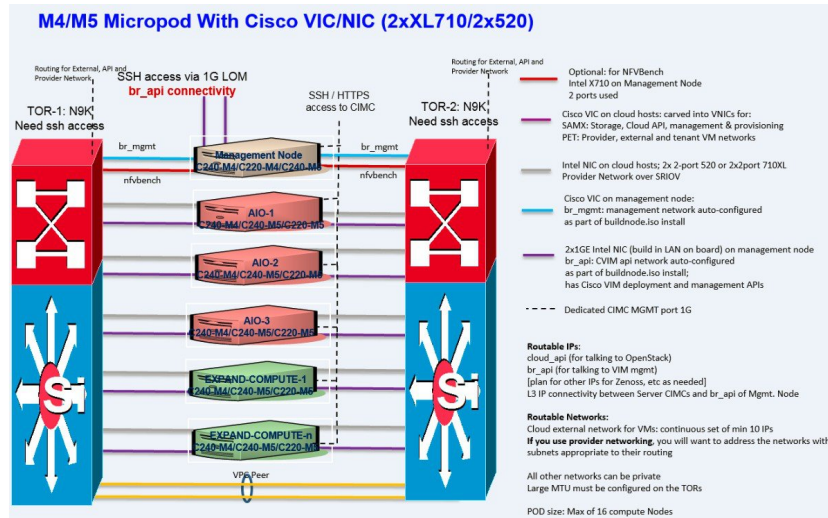 M4/M5 Micropod With Cisco VIC/NIC (2xXL710/2x520)
Routing for External, API and
Provider Network
SSH access via 1G LOM
br_api connectivity
SSH / HTTPS
access to CIMC
Routing for External, API and
Provider Network
TOR-1: N9K
Need ssh access
TOR-2: N9K
Need ssh access
br_mgmt
nfvbench
Management Node
C240-M4/C220-M4/C240-M5
br_mgmt
nfvbench
AIO-1
C240-M4/C240-M5/C220-M5
AIO-2
C240-M4/C240-M5/C220-M5
AIO-3
C240-M4/C240-M5/C220-M5
EXPAND-COMPUTE-1
C240-M4/C240-M5/C220-M5
EXPAND-COMPUTE-n
C240-M4/C240-M5/C220-M5
Si
Si
VPC Peer
Optional: for NFVBench
Intel X710 on Management Node
2 ports used
Cisco VIC on cloud hosts: carved into VNICs for:
SAMX: Storage, Cloud API, management & provisioning
PET: Provider, external and tenant VM networks
Intel NIC on cloud hosts; 2x 2-port 520 or 2x2port 710XL
Provider Network over SRIOV
Cisco VIC on management node:
br_mgmt: management network auto-configured
as part of buildnode.iso install
2x1GE Intel NIC (build in LAN on board) on management node
br_api: CVIM api network auto-configured
as part of buildnode.iso install;
has Cisco VIM deployment and management APIs
Dedicated CIMC MGMT port 1G
Routable IPs:
cloud_api (for talking to OpenStack)
br_api (for talking to VIM mgmt)
[plan for other IPs for Zenoss, etc as needed]
L3 IP connectivity between Server CIMCs and br_api of Mgmt. Node
Routable Networks:
Cloud external network for VMs: continuous set of min 10 IPs
If you use provider networking, you will want to address the networks with
subnets appropriate to their routing
All other networks can be private
Large MTU must be configured on the TORs
POD size: Max of 16 compute Nodes